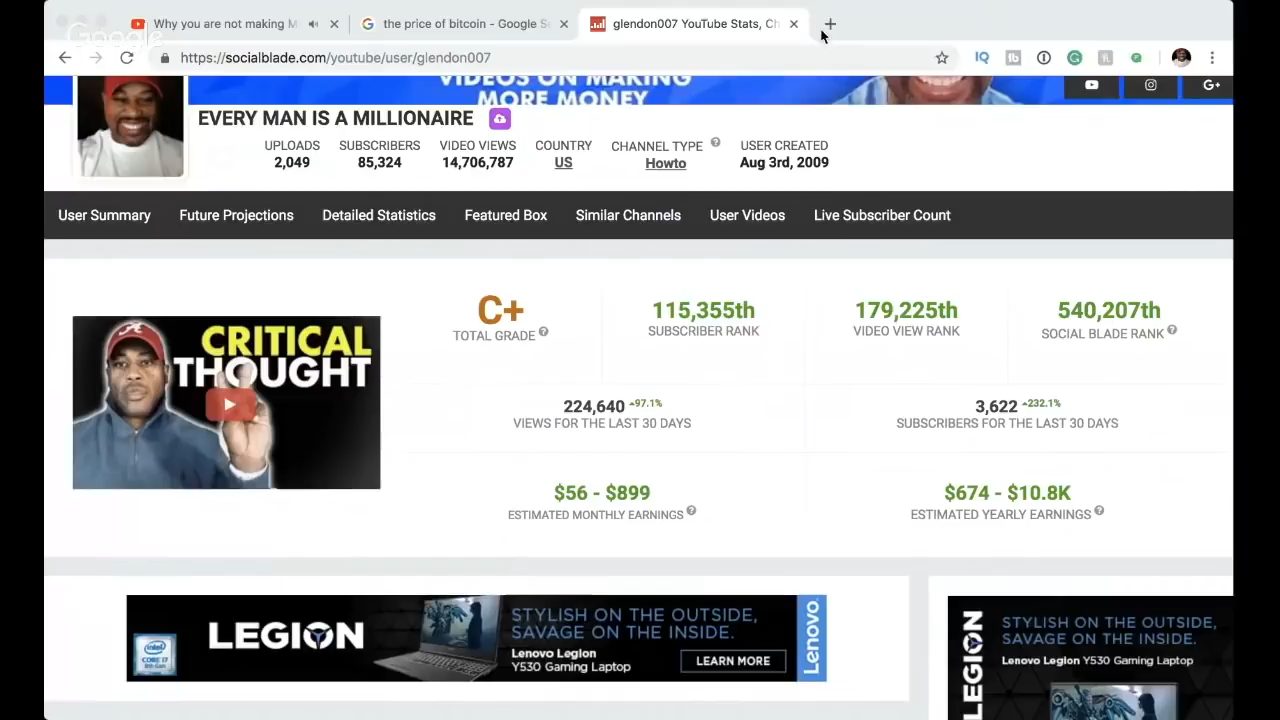 Google
Why you are not making M
the price of bitcoin - Google Se
glendon007 YouTube Stats, Ch
https://socialblade.com/youtube/user/glendon007
VIDEOS ON MAKING
MORE MONEY
G+
EVERY MAN IS A MILLIONAIRE
UPLOADS SUBSCRIBERS VIDEO VIEWS COUNTRY CHANNEL TYPE USER CREATED
2,049 85,324 14,706,787 US Howto Aug 3rd, 2009
User Summary Future Projections Detailed Statistics Featured Box Similar Channels User Videos Live Subscriber Count
CRITICAL
THOUGHT
C+ 115,355th 179,225th 540,207th
TOTAL GRADE SUBSCRIBER RANK VIDEO VIEW RANK SOCIAL BLADE RANK
224,640 97.1% 3,622 232.1%
VIEWS FOR THE LAST 30 DAYS SUBSCRIBERS FOR THE LAST 30 DAYS
$56 - $899 $674 - $10.8K
ESTIMATED MONTHLY EARNINGS ESTIMATED YEARLY EARNINGS
LEGION
STYLISH ON THE OUTSIDE,
SAVAGE ON THE INSIDE.
Lenovo Legion
Y530 Gaming Laptop
LEARN MORE
Lenovo
intel
CORE i7
8th Gen
LEGION
STYLISH ON THE OUTSIDE,
SAVAGE ON THE INSIDE.
Lenovo Legion Y530 Gaming Laptop